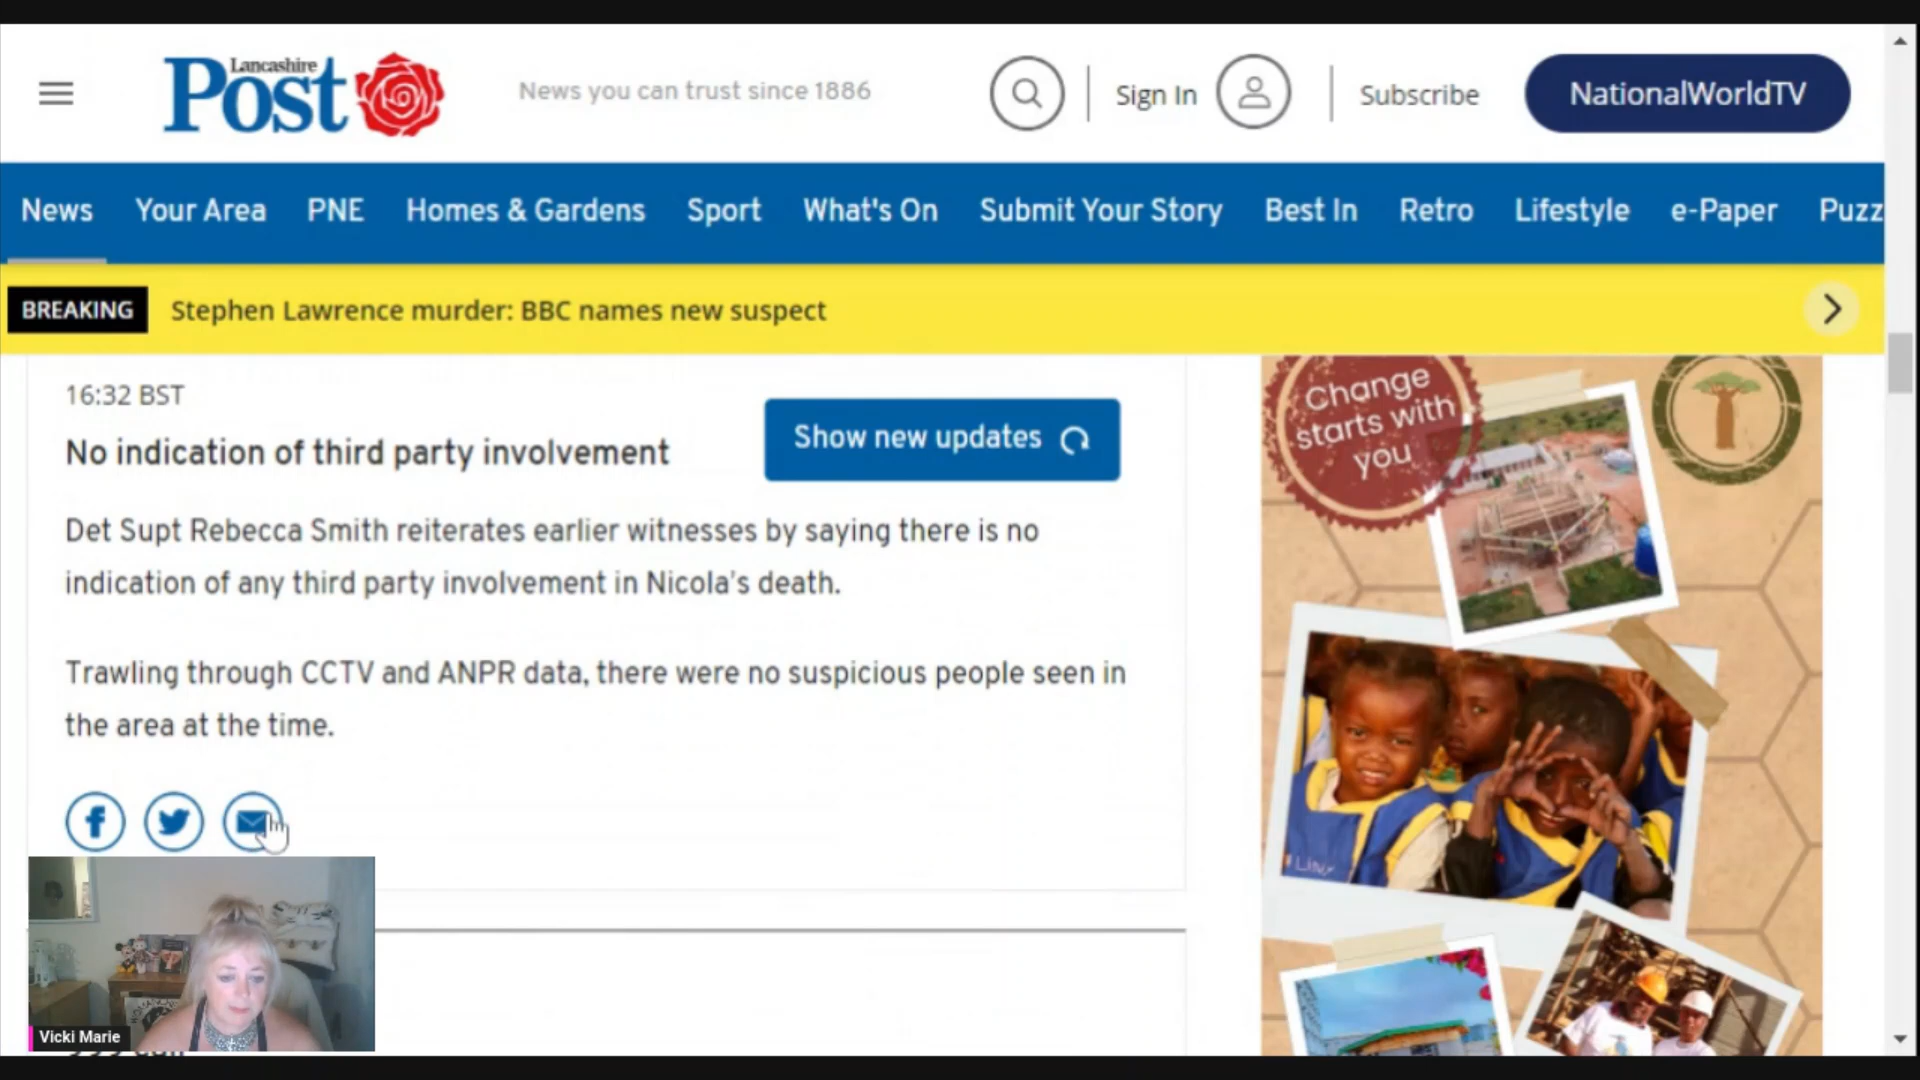 Lancashire
Post
News you can trust since 1886
Sign In
Subscribe
NationalWorldTV
News
Your Area
PNE
Homes & Gardens
Sport
What's On
Submit Your Story
Best In
Retro
Lifestyle
e-Paper
Puzz
BREAKING
Stephen Lawrence murder: BBC names new suspect
16:32 BST
No indication of third party involvement
Show new updates
Det Supt Rebecca Smith reiterates earlier witnesses by saying there is no
indication of any third party involvement in Nicola's death.
Trawling through CCTV and ANPR data, there were no suspicious people seen in
the area at the time.
Change
starts with
you
Vicki Marie